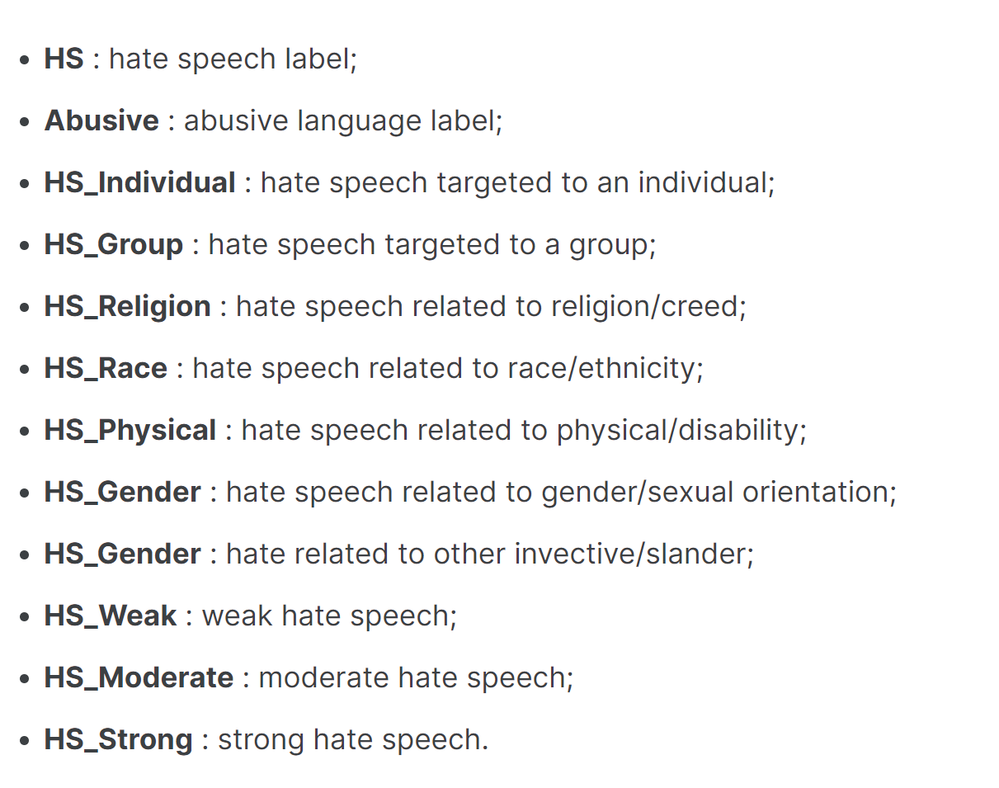 • HS : hate speech label;
• Abusive : abusive language label;
• HS_Individual : hate speech targeted to an individual;
• HS_Group : hate speech targeted to a group;
• HS_Religion : hate speech related to religion/creed;
• HS_Race : hate speech related to race/ethnicity;
• HS_Physical : hate speech related to physical/disability;
• HS_Gender : hate speech related to gender/sexual orientation;
• HS_Gender : hate related to other invective/slander;
• HS_Weak : weak hate speech;
• HS_Moderate : moderate hate speech;
• HS_Strong : strong hate speech.